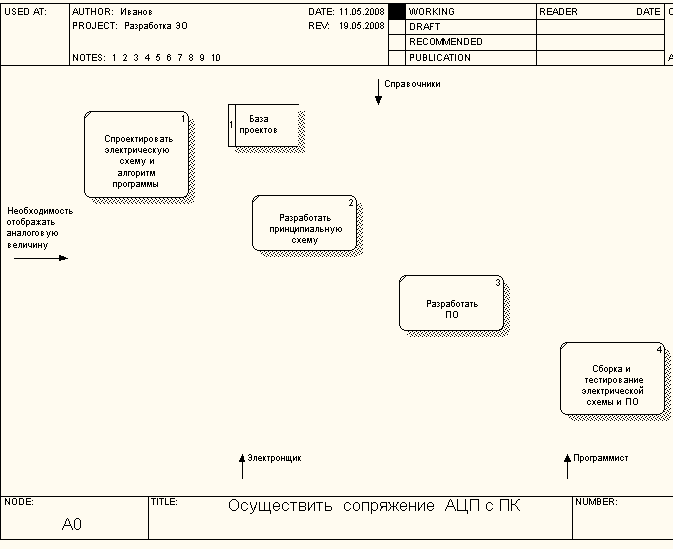 USED AT:
AUTHOR: Иванов
DATE: 11.05.2008
WORKING
READER
DATE
PROJECT: Разработка ЭО
REV: 19.05.2008
DRAFT
RECOMMENDED
NOTES: 1 2 3 4 5 6 7 8 9 10
PUBLICATION
Справочники
1
Спроектировать
электрическую
схему и
алгоритм
программы
1
База
проектов
2
Разработать
принципиальную
схему
Необходимость
отображать
аналоговую
величину
3
Разработать
ПО
4
Сборка и
тестирование
электрической
схемы и ПО
Электронщик
Программист
NODE:
TITLE:
NUMBER:
A0
Осуществить сопряжение АЦП с ПК